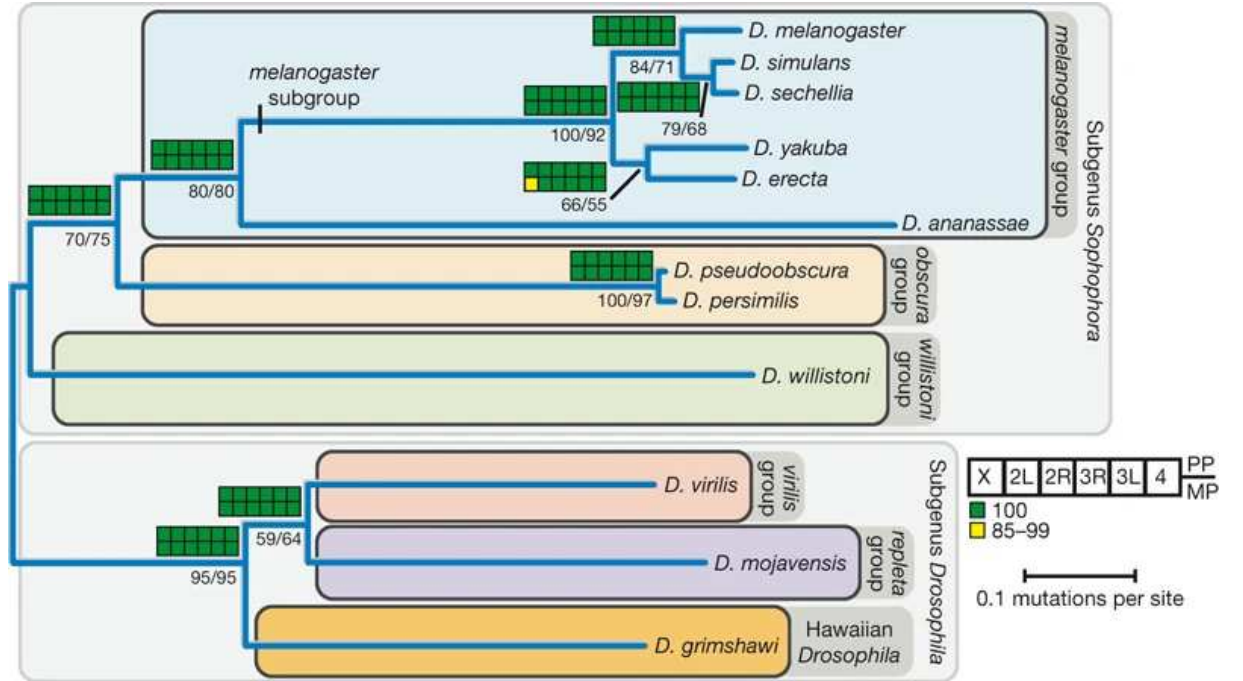 D. melanogaster
84/71
D. simulans
D. sechellia
79/68
melanogaster
subgroup
100/92
D. yakuba
D. erecta
66/55
80/80
D. ananassae
melanogaster group
70/75
D. pseudoobscura
D. persimilis
100/97
obscura
group
D. willistoni
willistoni
group
Subgenus Sophophora
D. virilis
virilis
group
59/64
D. mojavensis
repleta
group
95/95
D. grimshawi
Hawaiian
Drosophila
Subgenus Drosophila
X 2L 2R 3R 3L 4 PP
MP
100
85–99
0.1 mutations per site